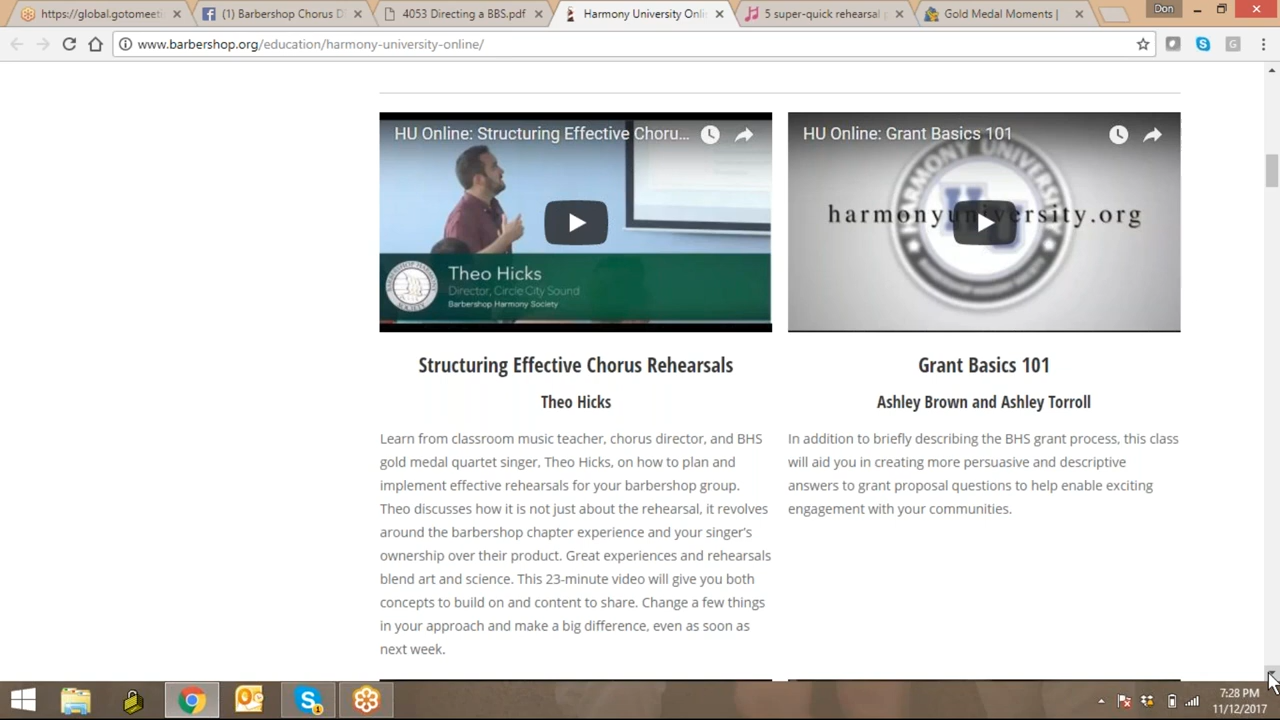 https://global.gotomeeti
(1) Barbershop Chorus D
4053 Directing a BBS.pdf
Harmony University Onli
5 super-quick rehearsal
Gold Medal Moments |
Don
www.barbershop.org/education/harmony-university-online/
HU Online: Structuring Effective Choru...
HU Online: Grant Basics 101
HARMONY UNIVERSITY
HU
harmonyuniversity.org
Theo Hicks
Director, Circle City Sound
Barbershop Harmony Society
Structuring Effective Chorus Rehearsals
Grant Basics 101
Theo Hicks
Ashley Brown and Ashley Torroll
Learn from classroom music teacher, chorus director, and BHS
gold medal quartet singer, Theo Hicks, on how to plan and
implement effective rehearsals for your barbershop group.
Theo discusses how it is not just about the rehearsal, it revolves
around the barbershop chapter experience and your singer's
ownership over their product. Great experiences and rehearsals
blend art and science. This 23-minute video will give you both
concepts to build on and content to share. Change a few things
in your approach and make a big difference, even as soon as
next week.
In addition to briefly describing the BHS grant process, this class
will aid you in creating more persuasive and descriptive
answers to grant proposal questions to help enable exciting
engagement with your communities.
7:28 PM
11/12/2017